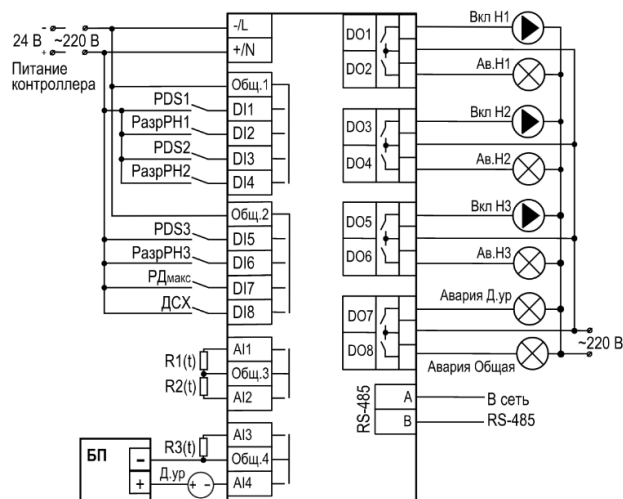 - -/L DO1 Вкл Н1
24 В ~220 В
+ +/N DO2 Ав.Н1
Питание
контроллера
Общ.1
PDS1 DI1 DO3 Вкл Н2
РазрРН1 DI2
PDS2 DI3 DO4 Ав.Н2
РазрРН2 DI4
Общ.2 DO5 Вкл Н3
PDS3 DI5
РазрРН3 DI6 DO6 Ав.Н3
РДмакс DI7
ДСХ DI8 DO7 Авария Д.ур
~220 В
R1(t) AI1 DO8 Авария Общая
Общ.3
R2(t) AI2 RS-485 A В сеть
B RS-485
R3(t) AI3
БП - Общ.4
+ Д.ур + - AI4